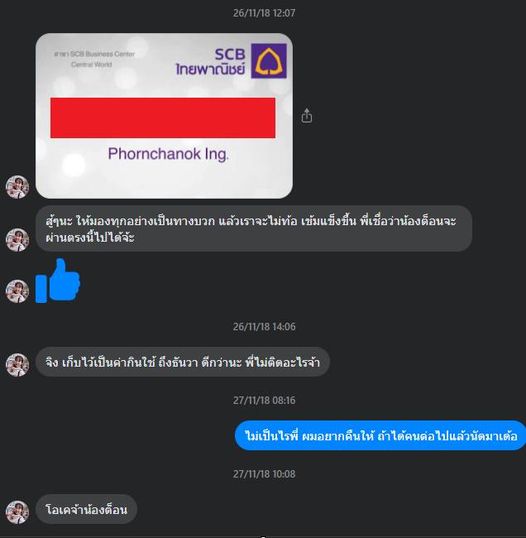 26/11/18 12:07
สาขา SCB Business Center
Central World
SCB
ไทยพาณิชย์
Phornchanok Ing.
สู้ๆนะ ให้มองทุกอย่างเป็นทางบวก แล้วเราจะไม่ท้อ เข้มแข็งขึ้น พี่เชื่อว่าน้องต็อนจะ
ผ่านตรงนี้ไปได้จ้ะ
26/11/18 14:06
จิง เก็บไว้เป็นค่ากินใช้ ถึงธันวา ดีกว่านะ พี่ไม่ติดอะไรจ้า
27/11/18 08:16
ไม่เป็นไรพี่ ผมอยากคืนให้ ถ้าได้คนต่อไปแล้วนัดมาเด้อ
27/11/18 10:08
โอเคจ้าน้องต็อน